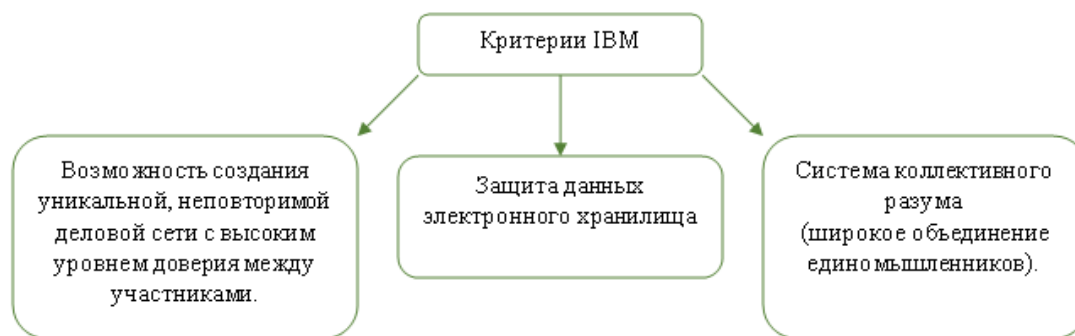 Критерии IBM
Возможность создания
уникальной, неповторимой
деловой сети с высоким
уровнем доверия между
участниками.
Защита данных
электронного хранилища
Система коллективного
разума
(широкое объединение
единомышленников).